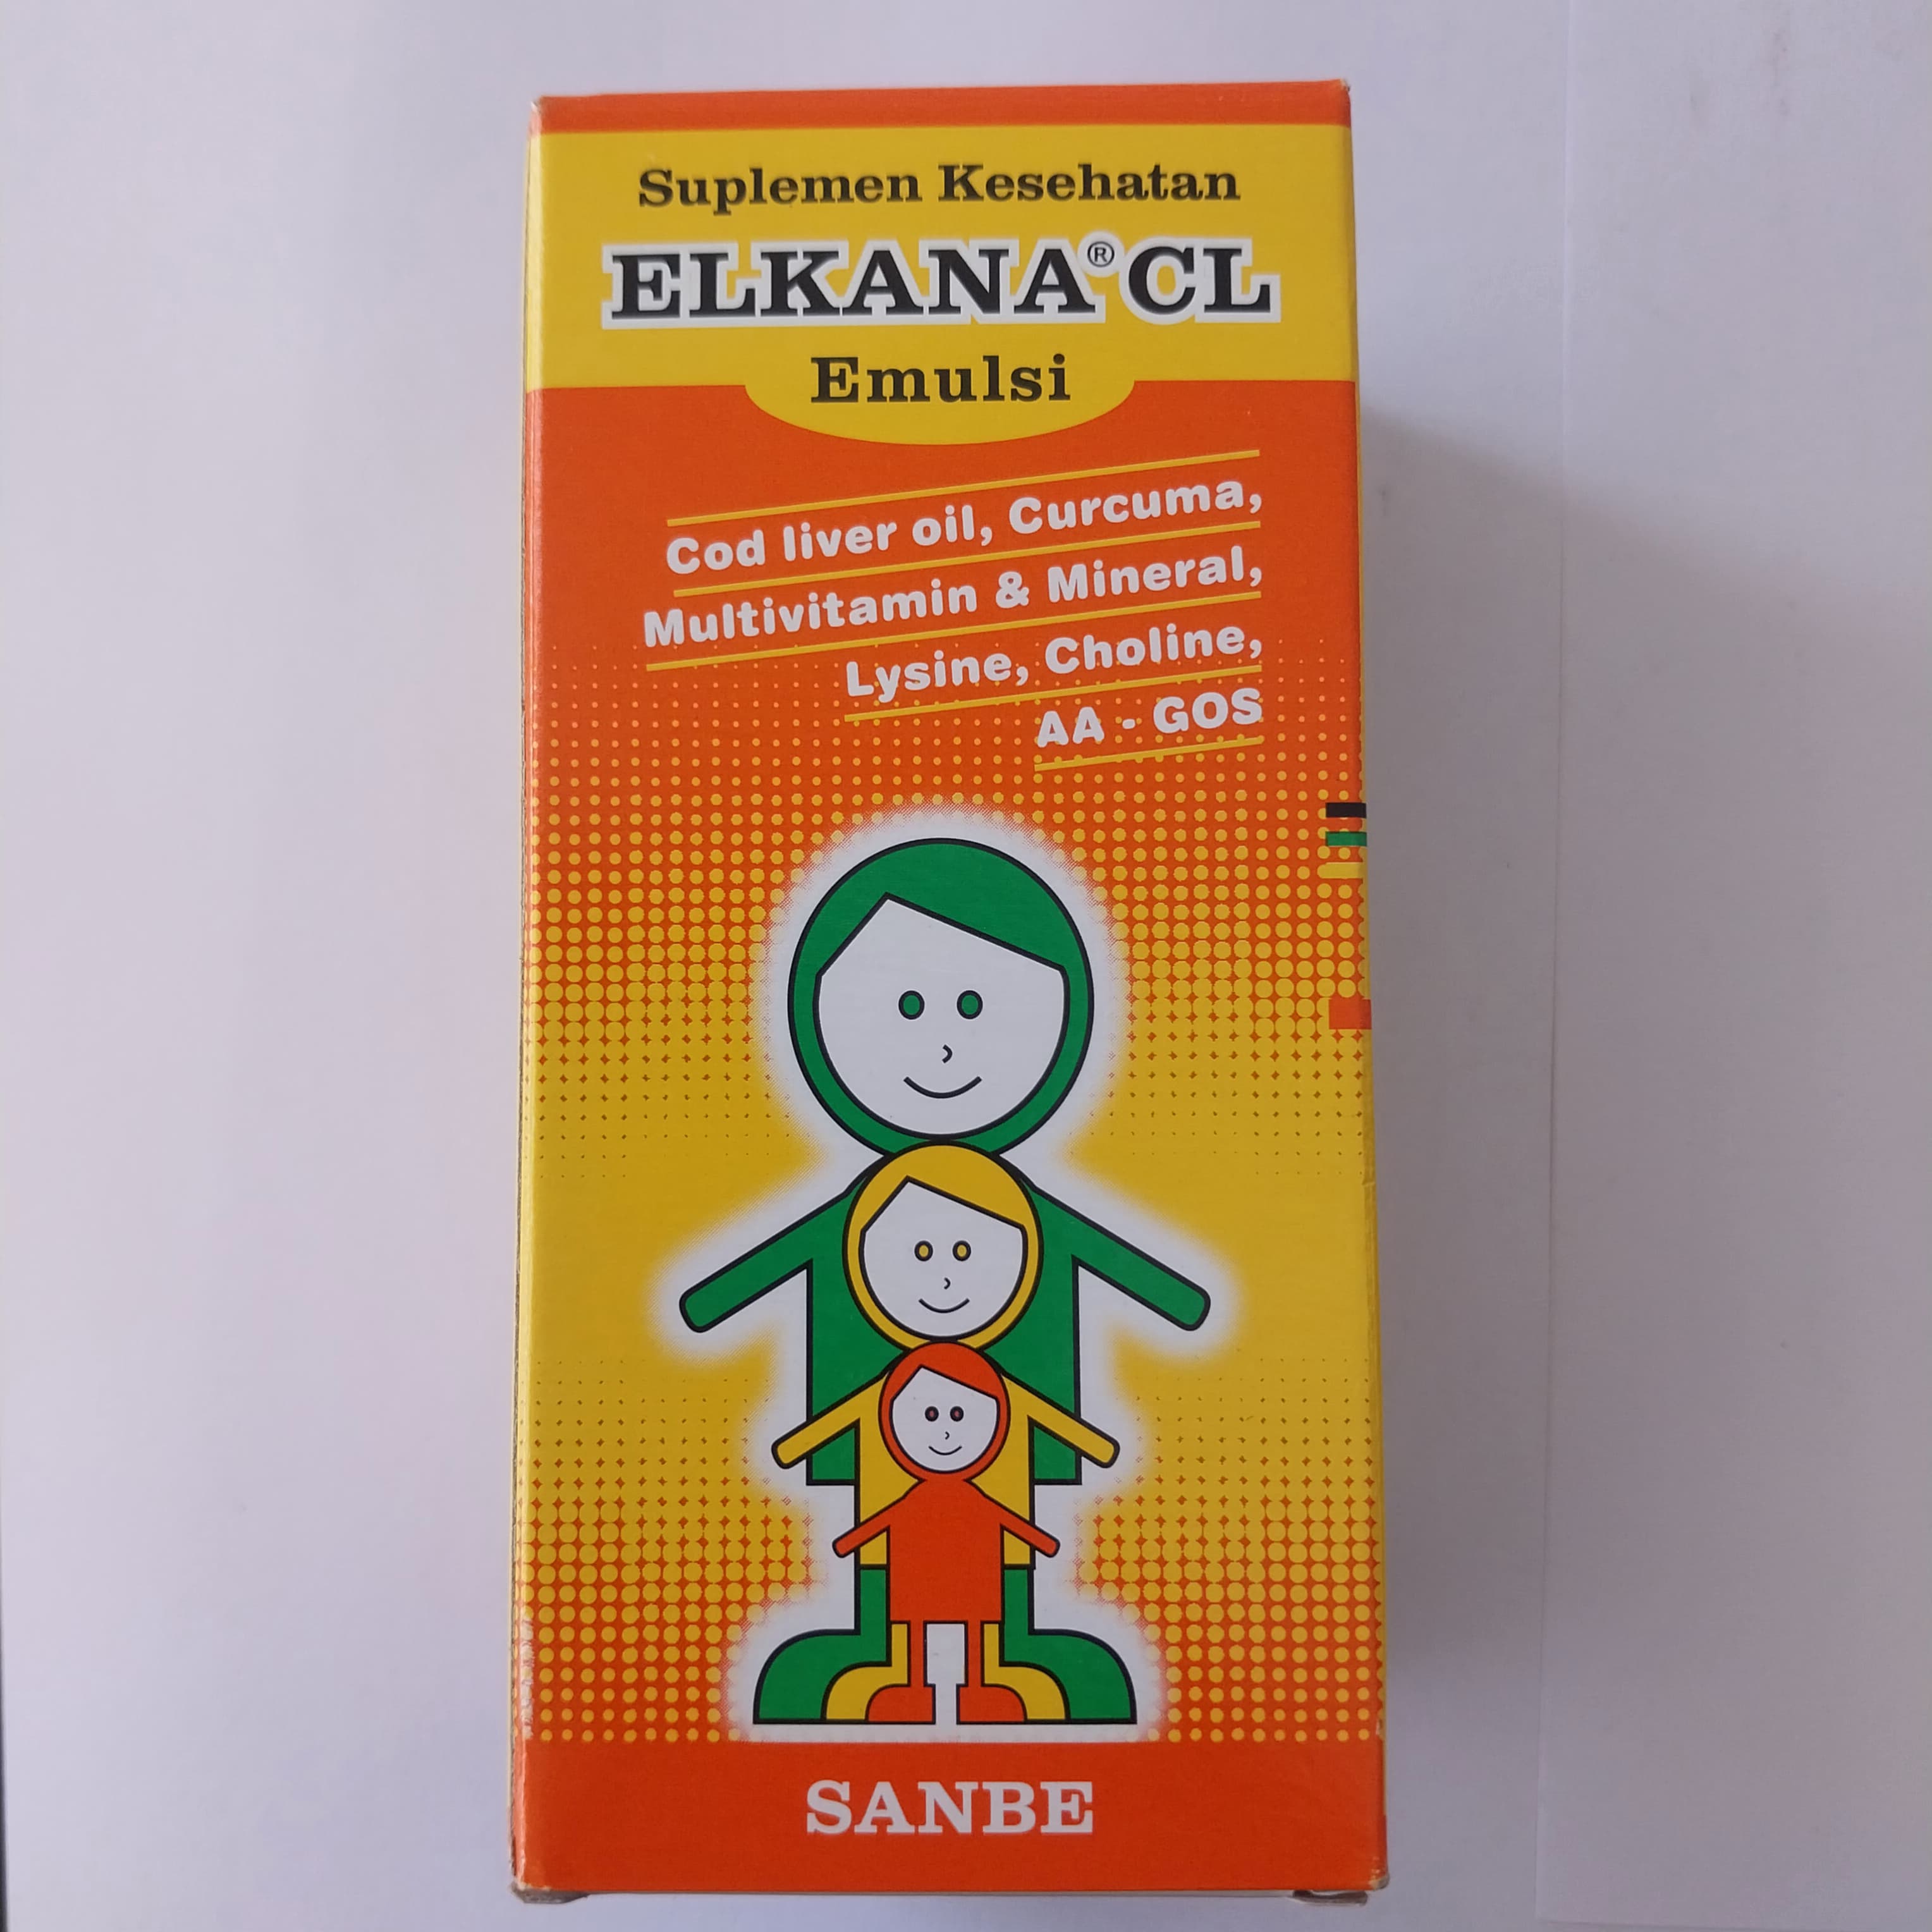 Suplemen Kesehatan
ELKANA® CL
Emulsi
Cod liver oil, Curcuma,
Multivitamin & Mineral,
Lysine, Choline,
AA - GOS
SANBE